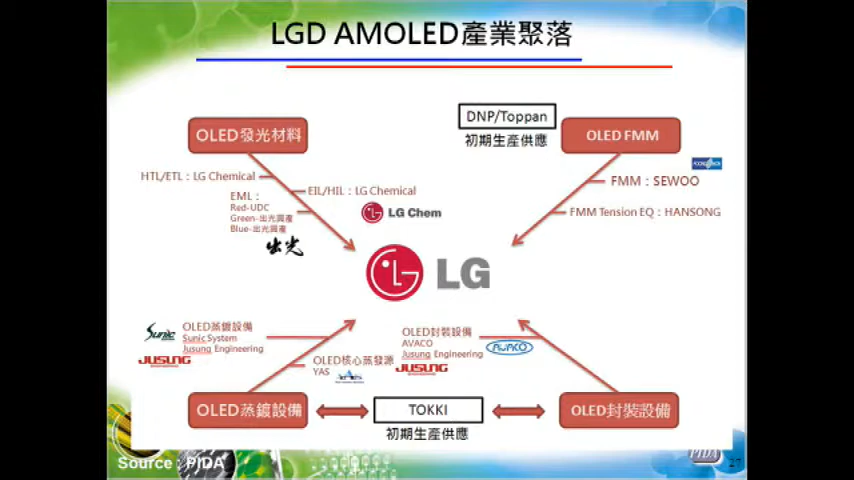 LGD AMOLED產業聚落
DNP/Toppan
初期生產供應
OLED發光材料
OLED FMM
HTL/ETL：LG Chemical
EIL/HIL：LG Chemical
EML：
Red-UDC
Green-出光興產
Blue-出光興產
出光
LG Chem
FMM：SEWOO
FMM Tension EQ：HANSONG
LG
Sunic
OLED蒸鍍設備
Sunic System
Jusung Engineering
JUSUNG
OLED核心蒸發源
YAS
OLED封裝設備
AVACO
Jusung Engineering
JUSUNG
AVACO
OLED蒸鍍設備
TOKKI
初期生產供應
OLED封裝設備
Source：PIDA
PIDA
27